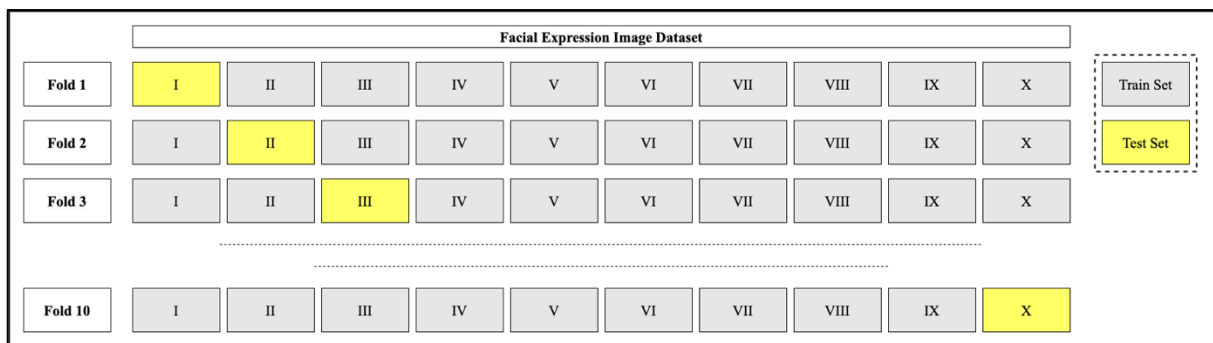 Facial Expression Image Dataset
Fold 1 I II III IV V VI VII VIII IX X Train Set
Fold 2 I II III IV V VI VII VIII IX X Test Set
Fold 3 I II III IV V VI VII VIII IX X
Fold 10 I II III IV V VI VII VIII IX X